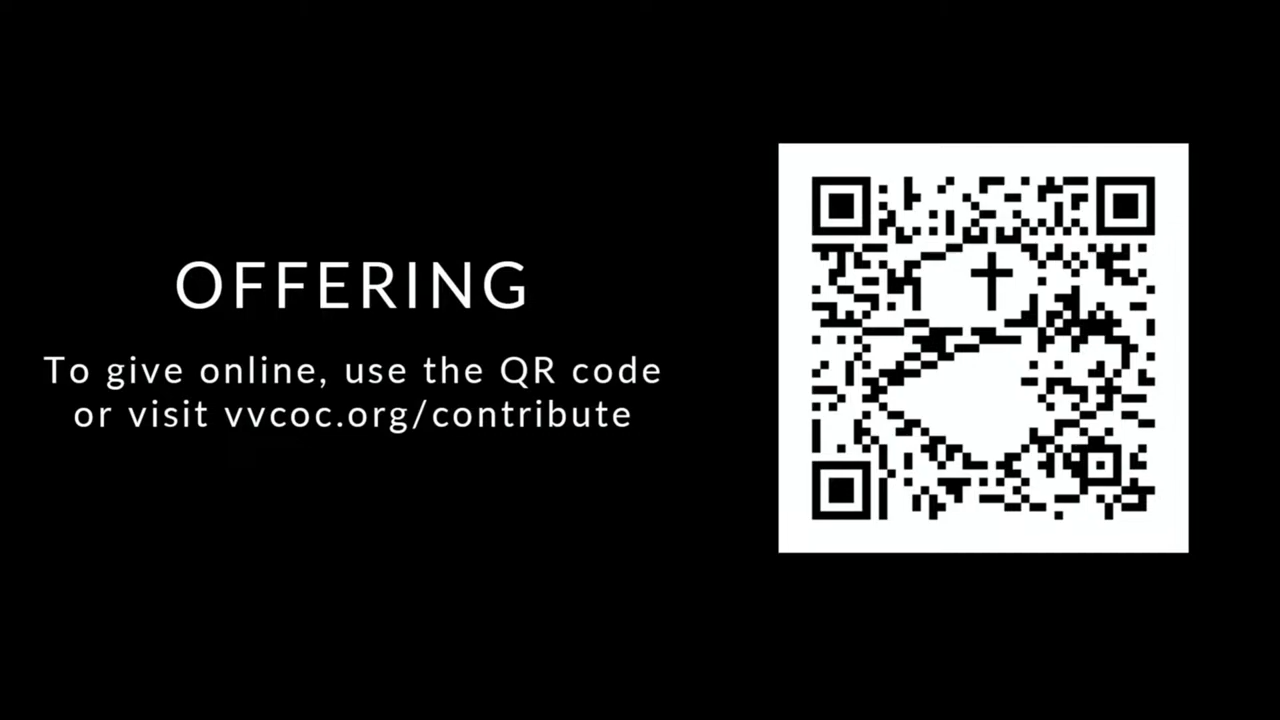 OFFERING
To give online, use the QR code
or visit vvcoc.org/contribute